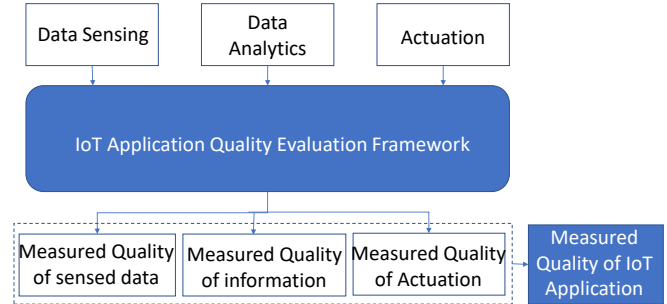 Data Sensing
Data
Analytics
Actuation
IoT Application Quality Evaluation Framework
Measured Quality
of sensed data
Measured Quality
of information
Measured Quality
of Actuation
Measured
Quality of IoT
Application